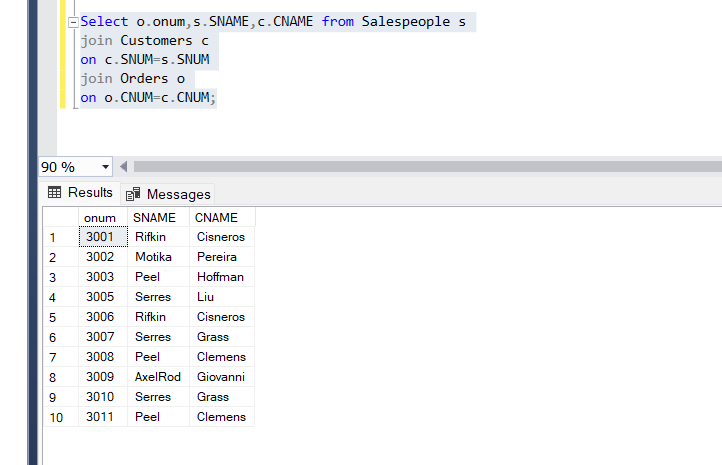 Select o.onum,s.SNAME,c.CNAME from Salespeople s
join Customers c
on c.SNUM=s.SNUM
join Orders o
on o.CNUM=c.CNUM;
90 %
Results Messages
onum SNAME CNAME
1 3001 Rifkin Cisneros
2 3002 Motika Pereira
3 3003 Peel Hoffman
4 3005 Serres Liu
5 3006 Rifkin Cisneros
6 3007 Serres Grass
7 3008 Peel Clemens
8 3009 AxelRod Giovanni
9 3010 Serres Grass
10 3011 Peel Clemens